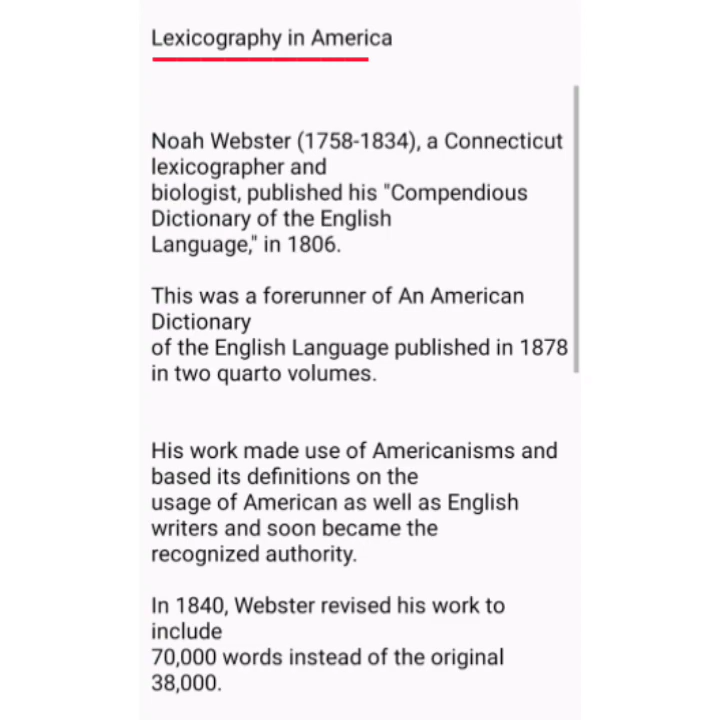 Lexicography in America
Noah Webster (1758-1834), a Connecticut
lexicographer and
biologist, published his "Compendious
Dictionary of the English
Language," in 1806.
This was a forerunner of An American
Dictionary
of the English Language published in 1878
in two quarto volumes.
His work made use of Americanisms and
based its definitions on the
usage of American as well as English
writers and soon became the
recognized authority.
In 1840, Webster revised his work to
include
70,000 words instead of the original
38,000.